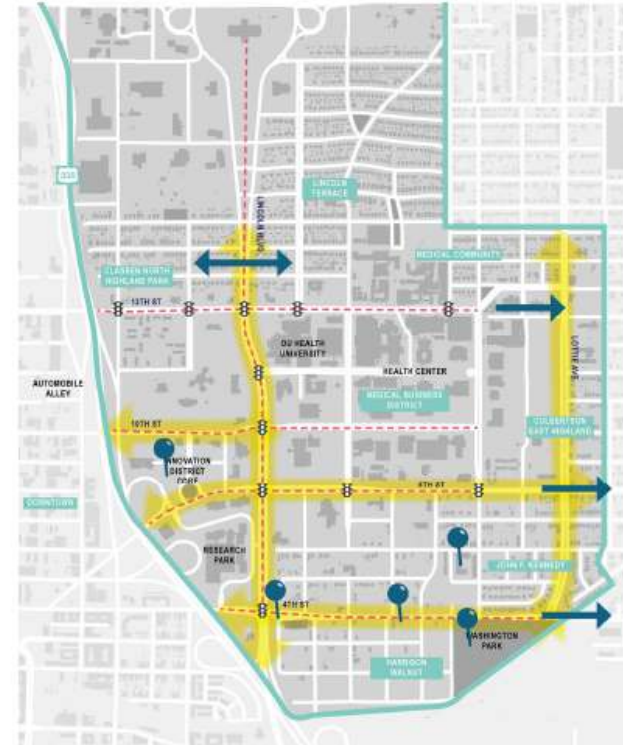 235
LINCOLN
TERRACE
LINCOLN BLVD.
MEDICAL COMMUNITY
CLASSEN NORTH
HIGHLAND PARK
13TH ST
LOTTIE AVE.
OU HEALTH
UNIVERSITY
HEALTH CENTER
AUTOMOBILE
ALLEY
MEDICAL BUSINESS
DISTRICT
10TH ST
CULBERTSON
EAST HIGHLAND
INNOVATION
DISTRICT
CORE
DOWNTOWN
RESEARCH
PARK
JOHN F. KENNEDY
4TH ST
WASHINGTON
PARK
HARRISON
WALNUT